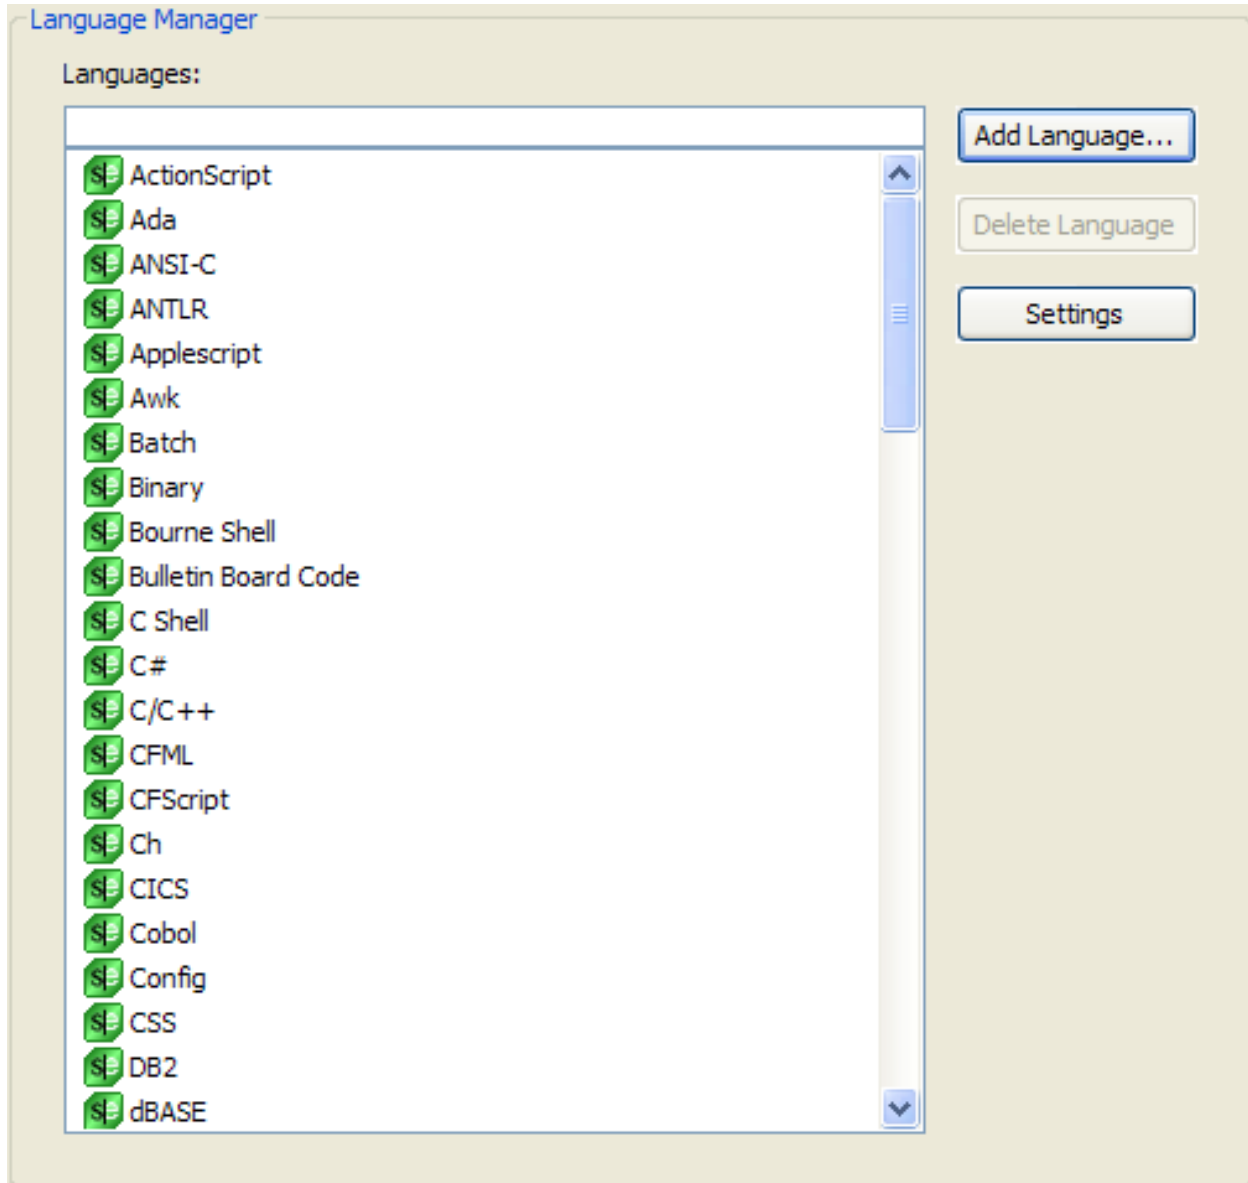 Language Manager
Languages:
Add Language...
Delete Language
Settings
ActionScript
Ada
ANSI-C
ANTLR
Applescript
Awk
Batch
Binary
Bourne Shell
Bulletin Board Code
C Shell
C#
C/C++
CFML
CFScript
Ch
CICS
Cobol
Config
CSS
DB2
dBASE